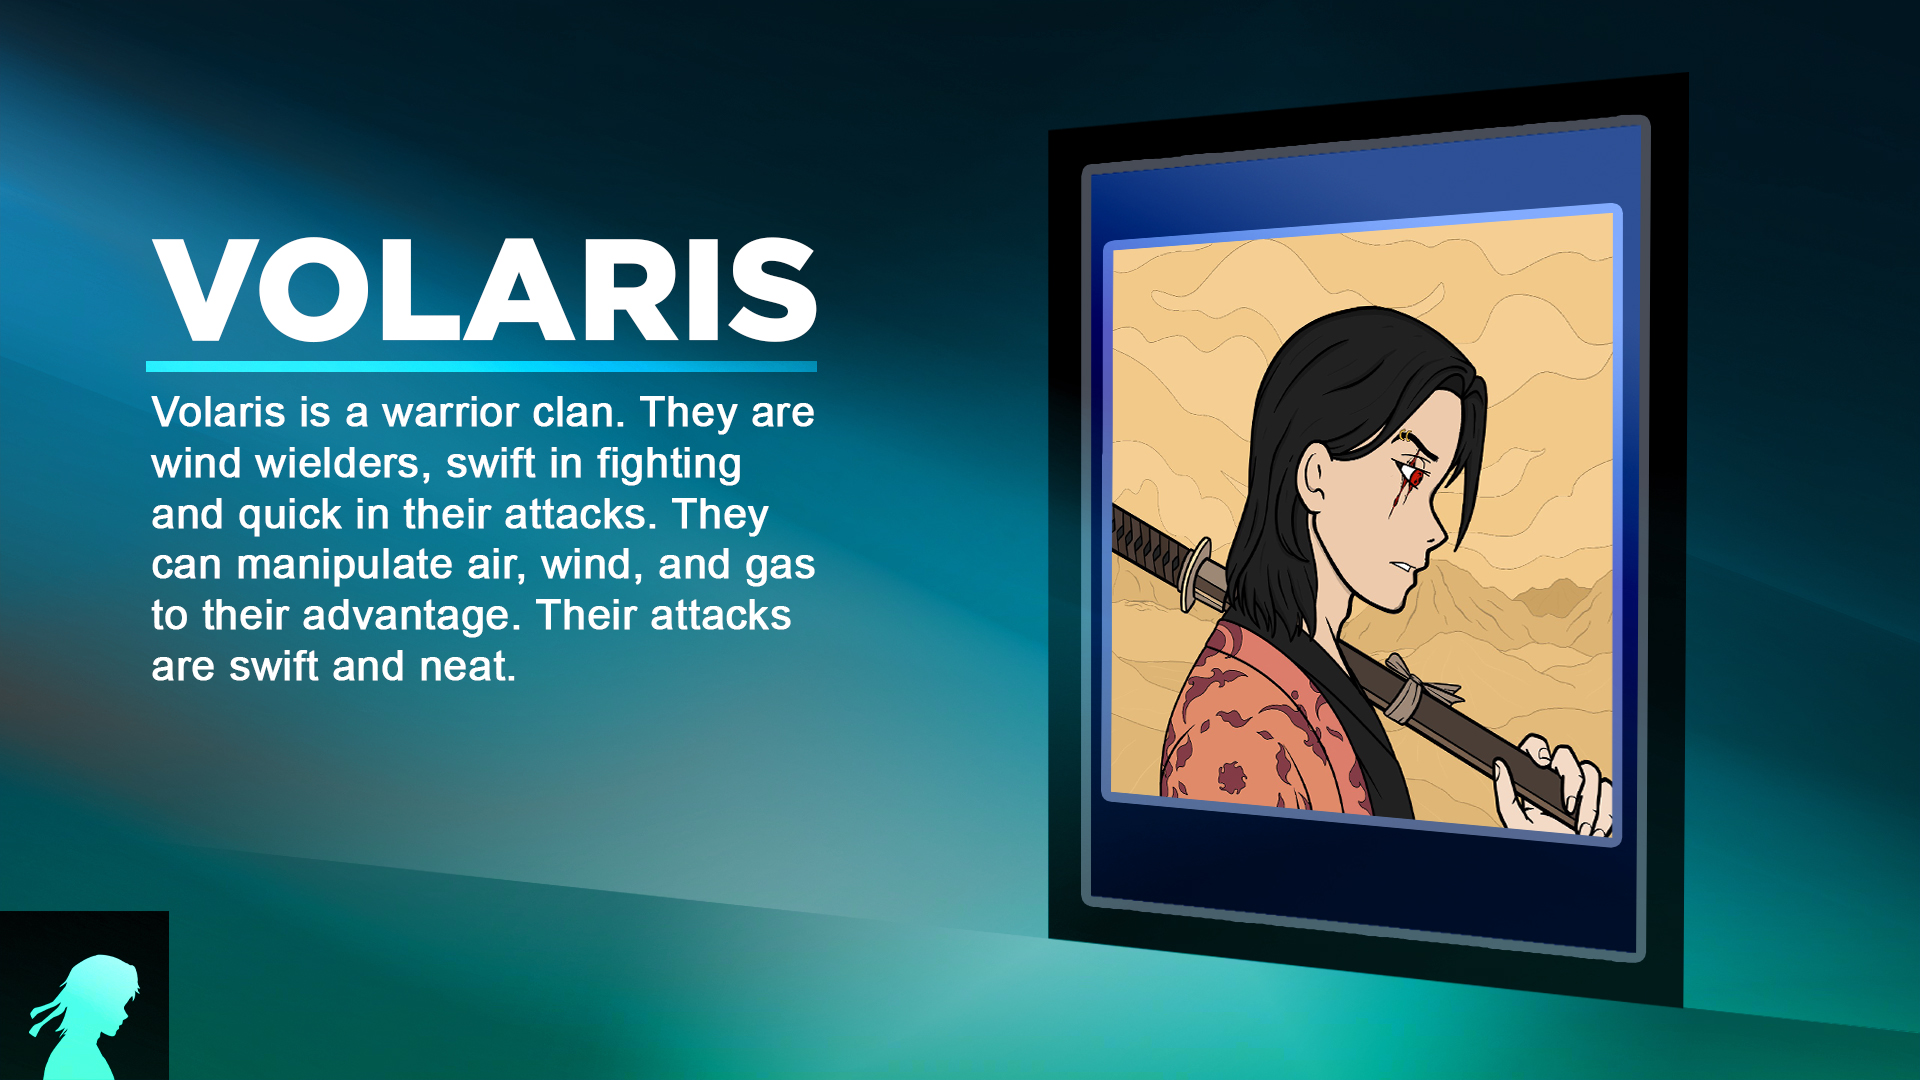 VOLARIS
Volaris is a warrior clan. They are
wind wielders, swift in fighting
and quick in their attacks. They
can manipulate air, wind, and gas
to their advantage. Their attacks
are swift and neat.